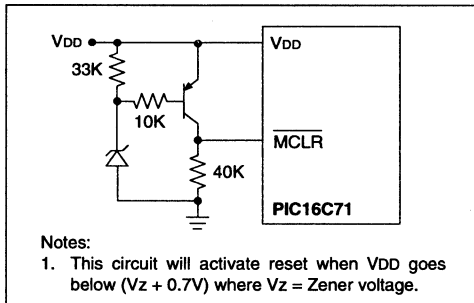 VDD
VDD
33K
10K
MCLR
40K
PIC16C71
Notes:
1. This circuit will activate reset when VDD goes
below (Vz + 0.7V) where Vz = Zener voltage.